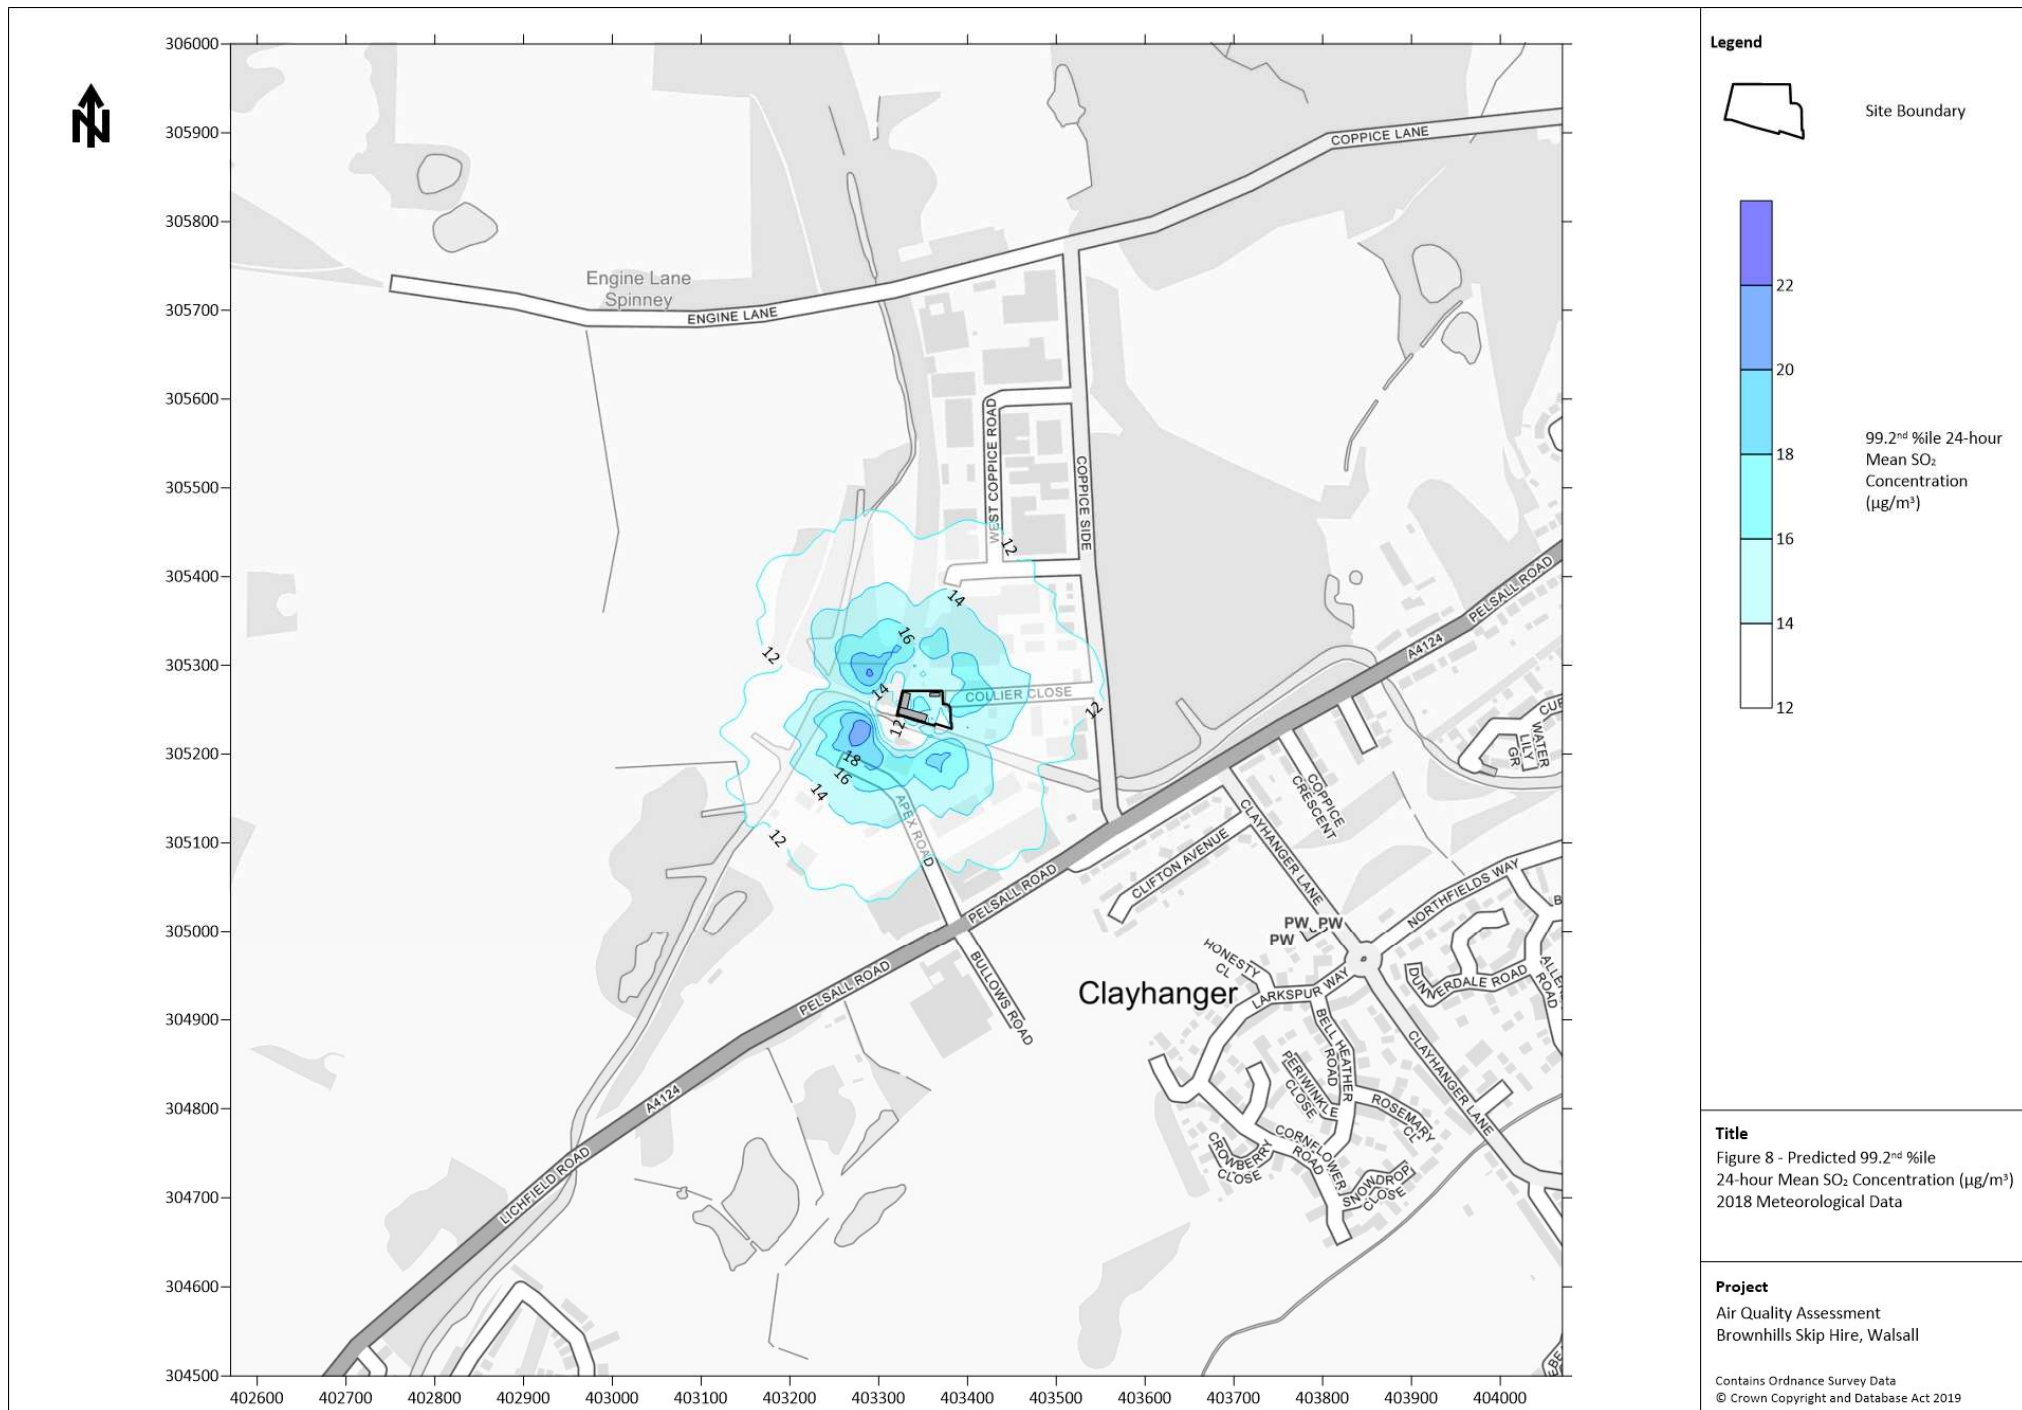 306000
305900
305800
305700
305600
305500
305400
305300
305200
305100
305000
304900
304800
304700
304600
304500
402600
402700
402800
402900
403000
403100
403200
403300
403400
403500
403600
403700
403800
403900
404000
N
COPPICE LANE
Engine Lane
Spinney
ENGINE LANE
WEST COPPICE ROAD
COPPICE SIDE
12
14
16
12
14
COLLIER CLOSE
12
12
18
16
14
12
APEX ROAD
PELSALL ROAD
A4124
PELSALL ROAD
CLIFTON AVENUE
CLAYHANGER LANE
COPPICE
CRESCENT
WATER
LILY
GR
CUR
NORTHFIELDS WAY
PW
PW
PW
HONESTY
CL
LARKSPUR WAY
Clayhanger
BULLOWS ROAD
PELSALL ROAD
A4124
LICHFIELD ROAD
BELL HEATHER
ROAD
PERIWINKLE
CLOSE
ROSEMARY
CL
CROWBERRY
CLOSE
CORNFLOWER
ROAD
SNOWDROP
CLOSE
CLAYHANGER LANE
ROAD
Legend
Site Boundary
22
20
18
16
14
12
99.2nd %ile 24-hour
Mean SO₂
Concentration
(µg/m³)
Title
Figure 8 - Predicted 99.2nd %ile
24-hour Mean SO₂ Concentration (µg/m³)
2018 Meteorological Data
Project
Air Quality Assessment
Brownhills Skip Hire, Walsall
Contains Ordnance Survey Data
© Crown Copyright and Database Act 2019